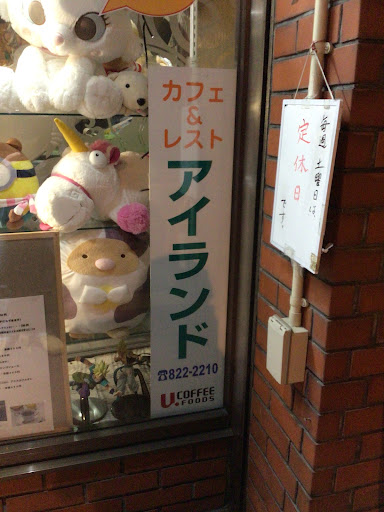 カフェ
&
レスト
アイランド
☎822-2210
U. COFFEE
& FOODS
毎週 土曜日は
定休日
です。